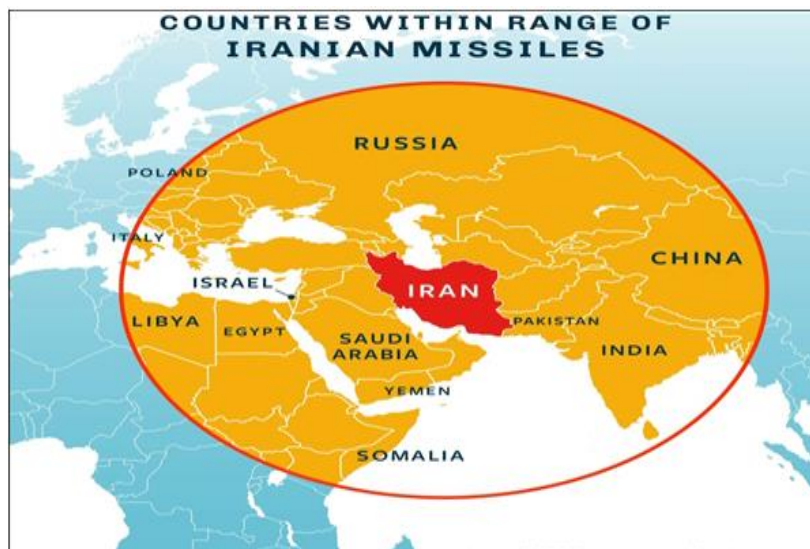 COUNTRIES WITHIN RANGE OF
IRANIAN MISSILES
RUSSIA
POLAND
ITALY
CHINA
ISRAEL
IRAN
LIBYA
EGYPT
PAKISTAN
SAUDI
ARABIA
INDIA
YEMEN
SOMALIA